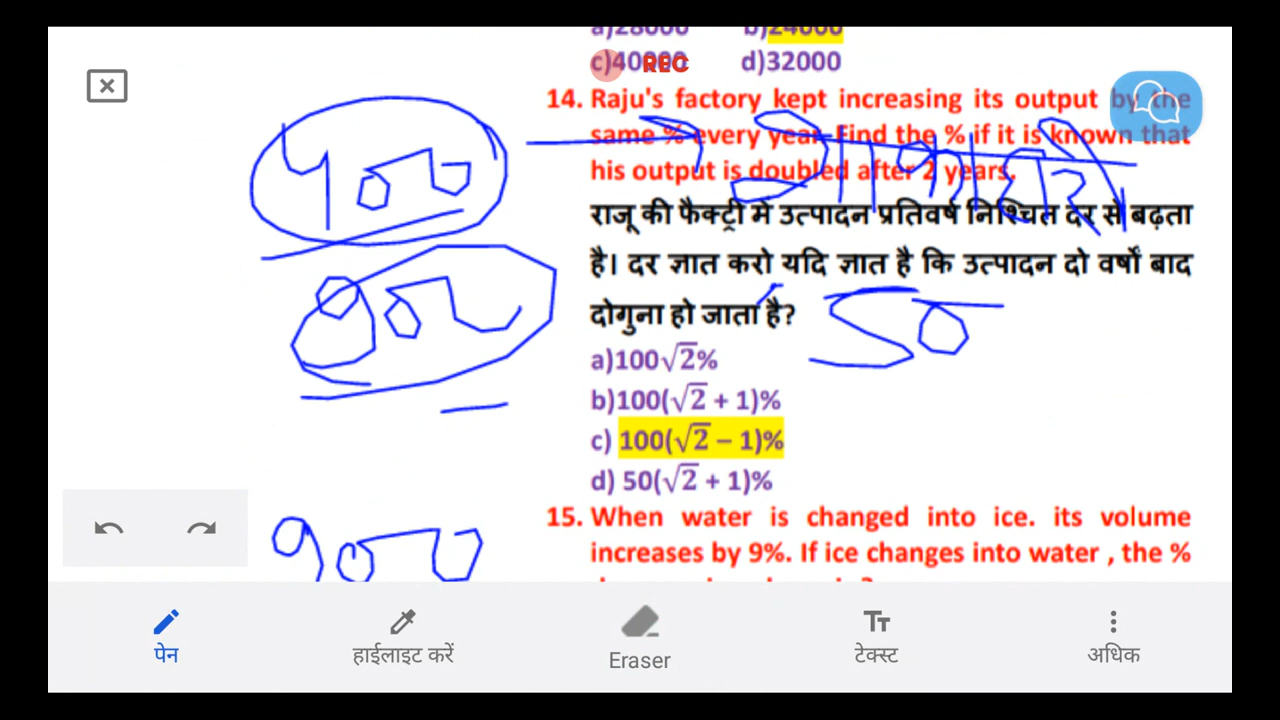 a)28000 b)24000
c)40000 d)32000
REC
14. Raju's factory kept increasing its output by the
same % every year. Find the % if it is known that
his output is doubled after 2 years.
राजू की फैक्ट्री में उत्पादन प्रतिवर्ष निश्चित दर से बढ़ता
है। दर ज्ञात करो यदि ज्ञात है कि उत्पादन दो वर्षों बाद
दोगुना हो जाता है?
a)100√2%
b)100(√2 + 1)%
c) 100(√2 − 1)%
d) 50(√2 + 1)%
15. When water is changed into ice. its volume
increases by 9%. If ice changes into water , the %
400
800
50
900
पेन
हाईलाइट करें
Eraser
टेक्स्ट
अधिक